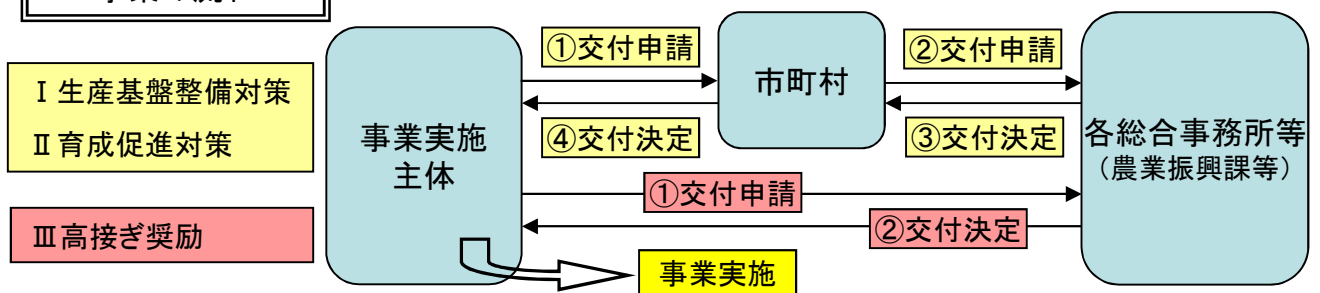 Ⅰ生産基盤整備対策
Ⅱ育成促進対策
Ⅲ高接ぎ奨励
事業実施
主体
①交付申請
④交付決定
市町村
②交付申請
③交付決定
各総合事務所等
（農業振興課等）
①交付申請
②交付決定
事業実施